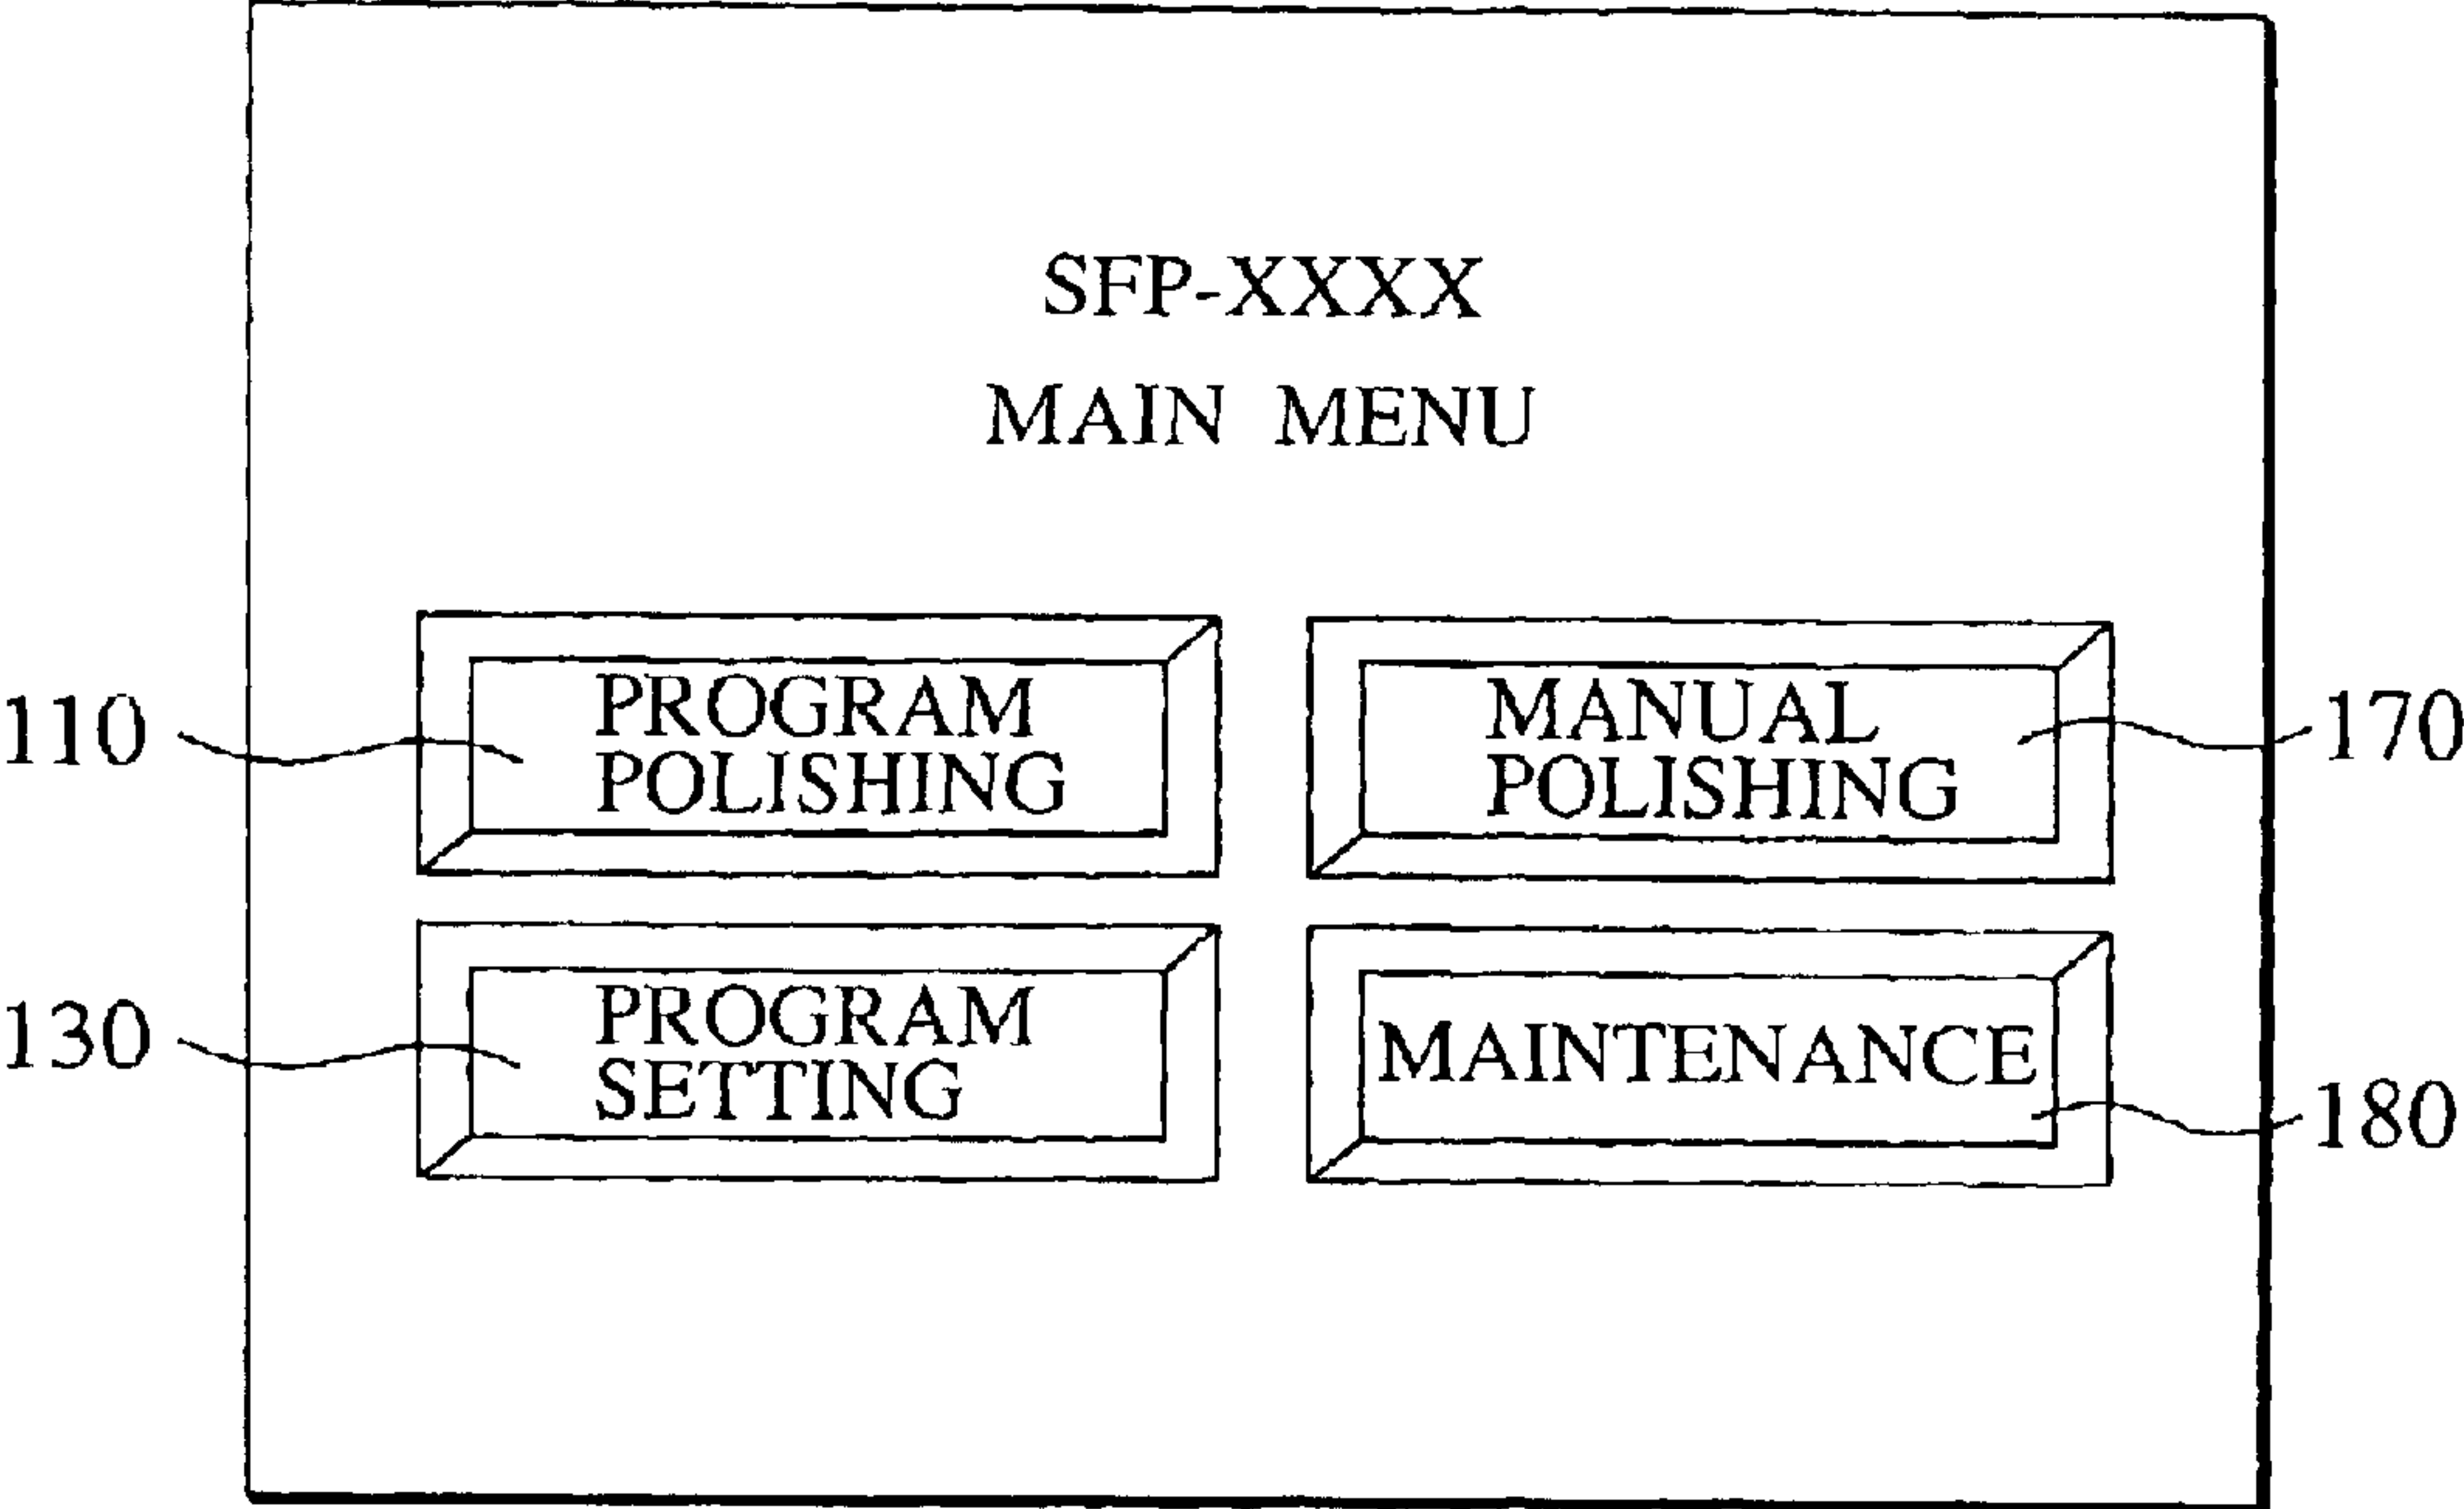 SFP-XXXX
MAIN MENU
110
PROGRAM
POLISHING
MANUAL
POLISHING
170
130
PROGRAM
SETTING
MAINTENANCE
180